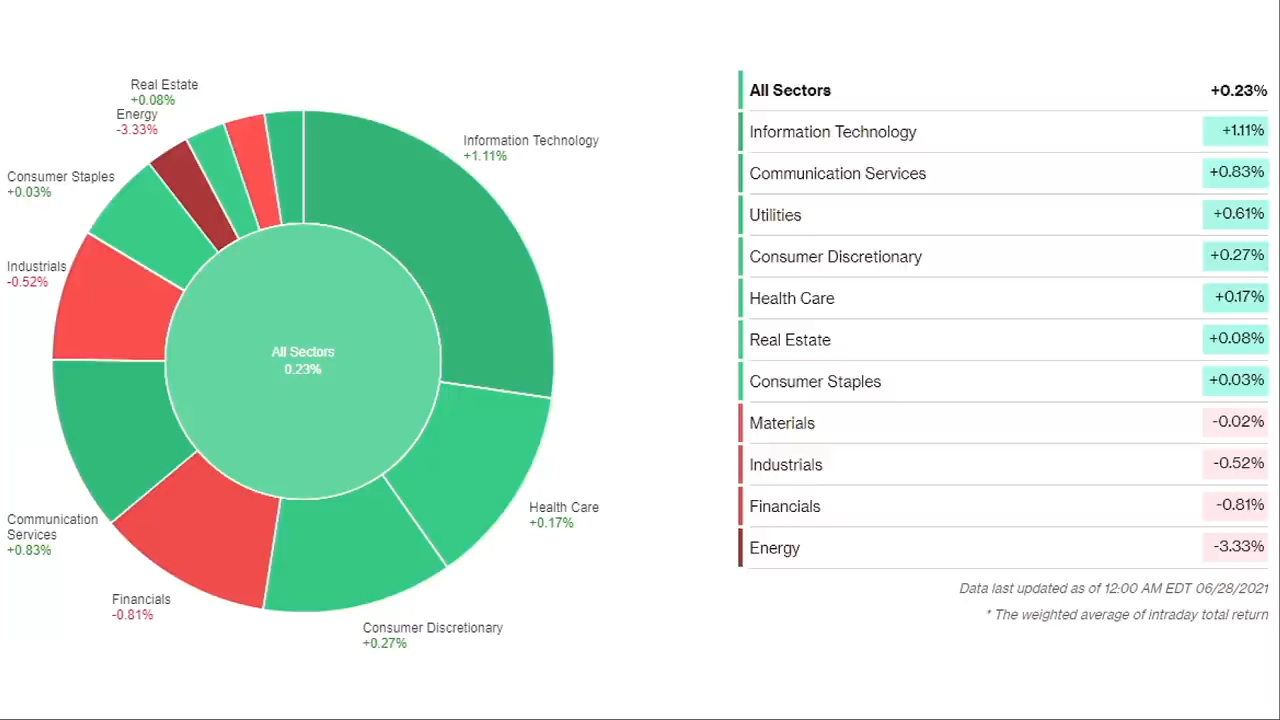 Real Estate
+0.08%
Energy
-3.33%
Information Technology
+1.11%
Consumer Staples
+0.03%
Industrials
-0.52%
All Sectors
0.23%
Health Care
+0.17%
Communication
Services
+0.83%
Financials
-0.81%
Consumer Discretionary
+0.27%
All Sectors +0.23%
Information Technology +1.11%
Communication Services +0.83%
Utilities +0.61%
Consumer Discretionary +0.27%
Health Care +0.17%
Real Estate +0.08%
Consumer Staples +0.03%
Materials -0.02%
Industrials -0.52%
Financials -0.81%
Energy -3.33%
Data last updated as of 12:00 AM EDT 06/28/2021
* The weighted average of intraday total return